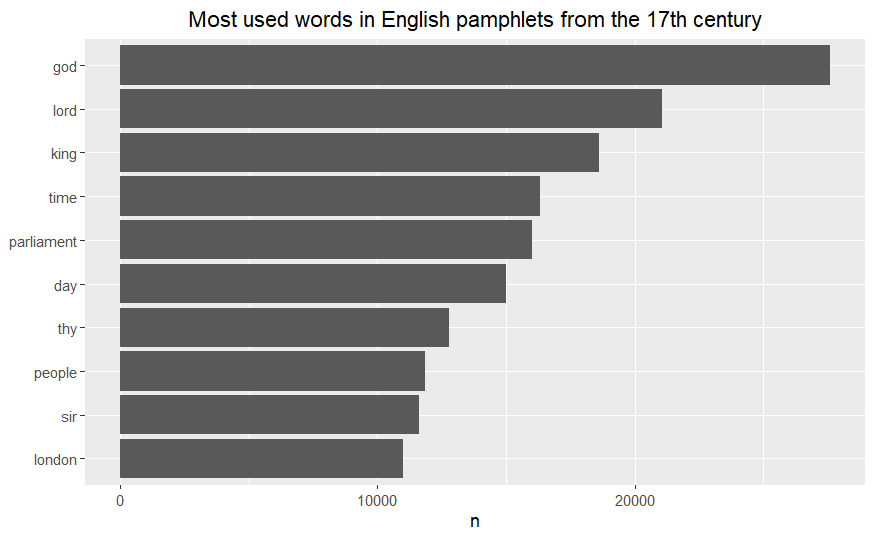 Most used words in English pamphlets from the 17th century
god
lord
king
time
parliament
day
thy
people
sir
london
0 10000 20000
n